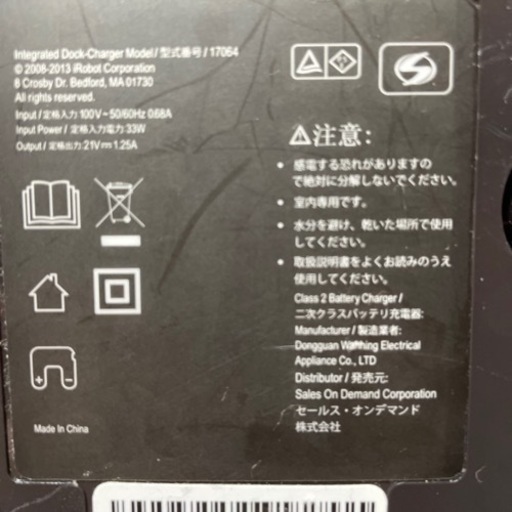 Integrated Dock-Charger Model / 型式番号 / 17064
© 2008-2013 iRobot Corporation
8 Crosby Dr. Bedford, MA 01730
All rights reserved.
Input / 定格入力 100V~50/60Hz 0.68A
Input Power / 定格入力電力: 33W
Output / 定格出力: 21V⎓1.25A
Made In China
⚠注意:
• 感電する恐れがありますの
で絶対に分解しないでください。
• 室内専用です。
• 水分を避け、乾いた場所で使用
してください。
• 取扱説明書をよくお読みのうえ
使用してください。
Class 2 Battery Charger /
二次クラスバッテリ充電器:
Manufacturer / 製造業者:
Dongguan Electrical
Appliance Co., LTD
Distributor / 発売元:
Sales On Demand Corporation
セールス・オンデマンド
株式会社